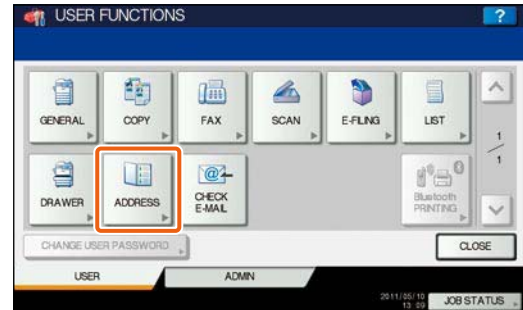 USER FUNCTIONS
?
GENERAL
COPY
FAX
SCAN
E-FILING
LIST
1
1
DRAWER
ADDRESS
CHECK
E-MAIL
Bluetooth
PRINTING
CHANGE USER PASSWORD
CLOSE
USER
ADMIN
2011/05/10
13:09
JOB STATUS